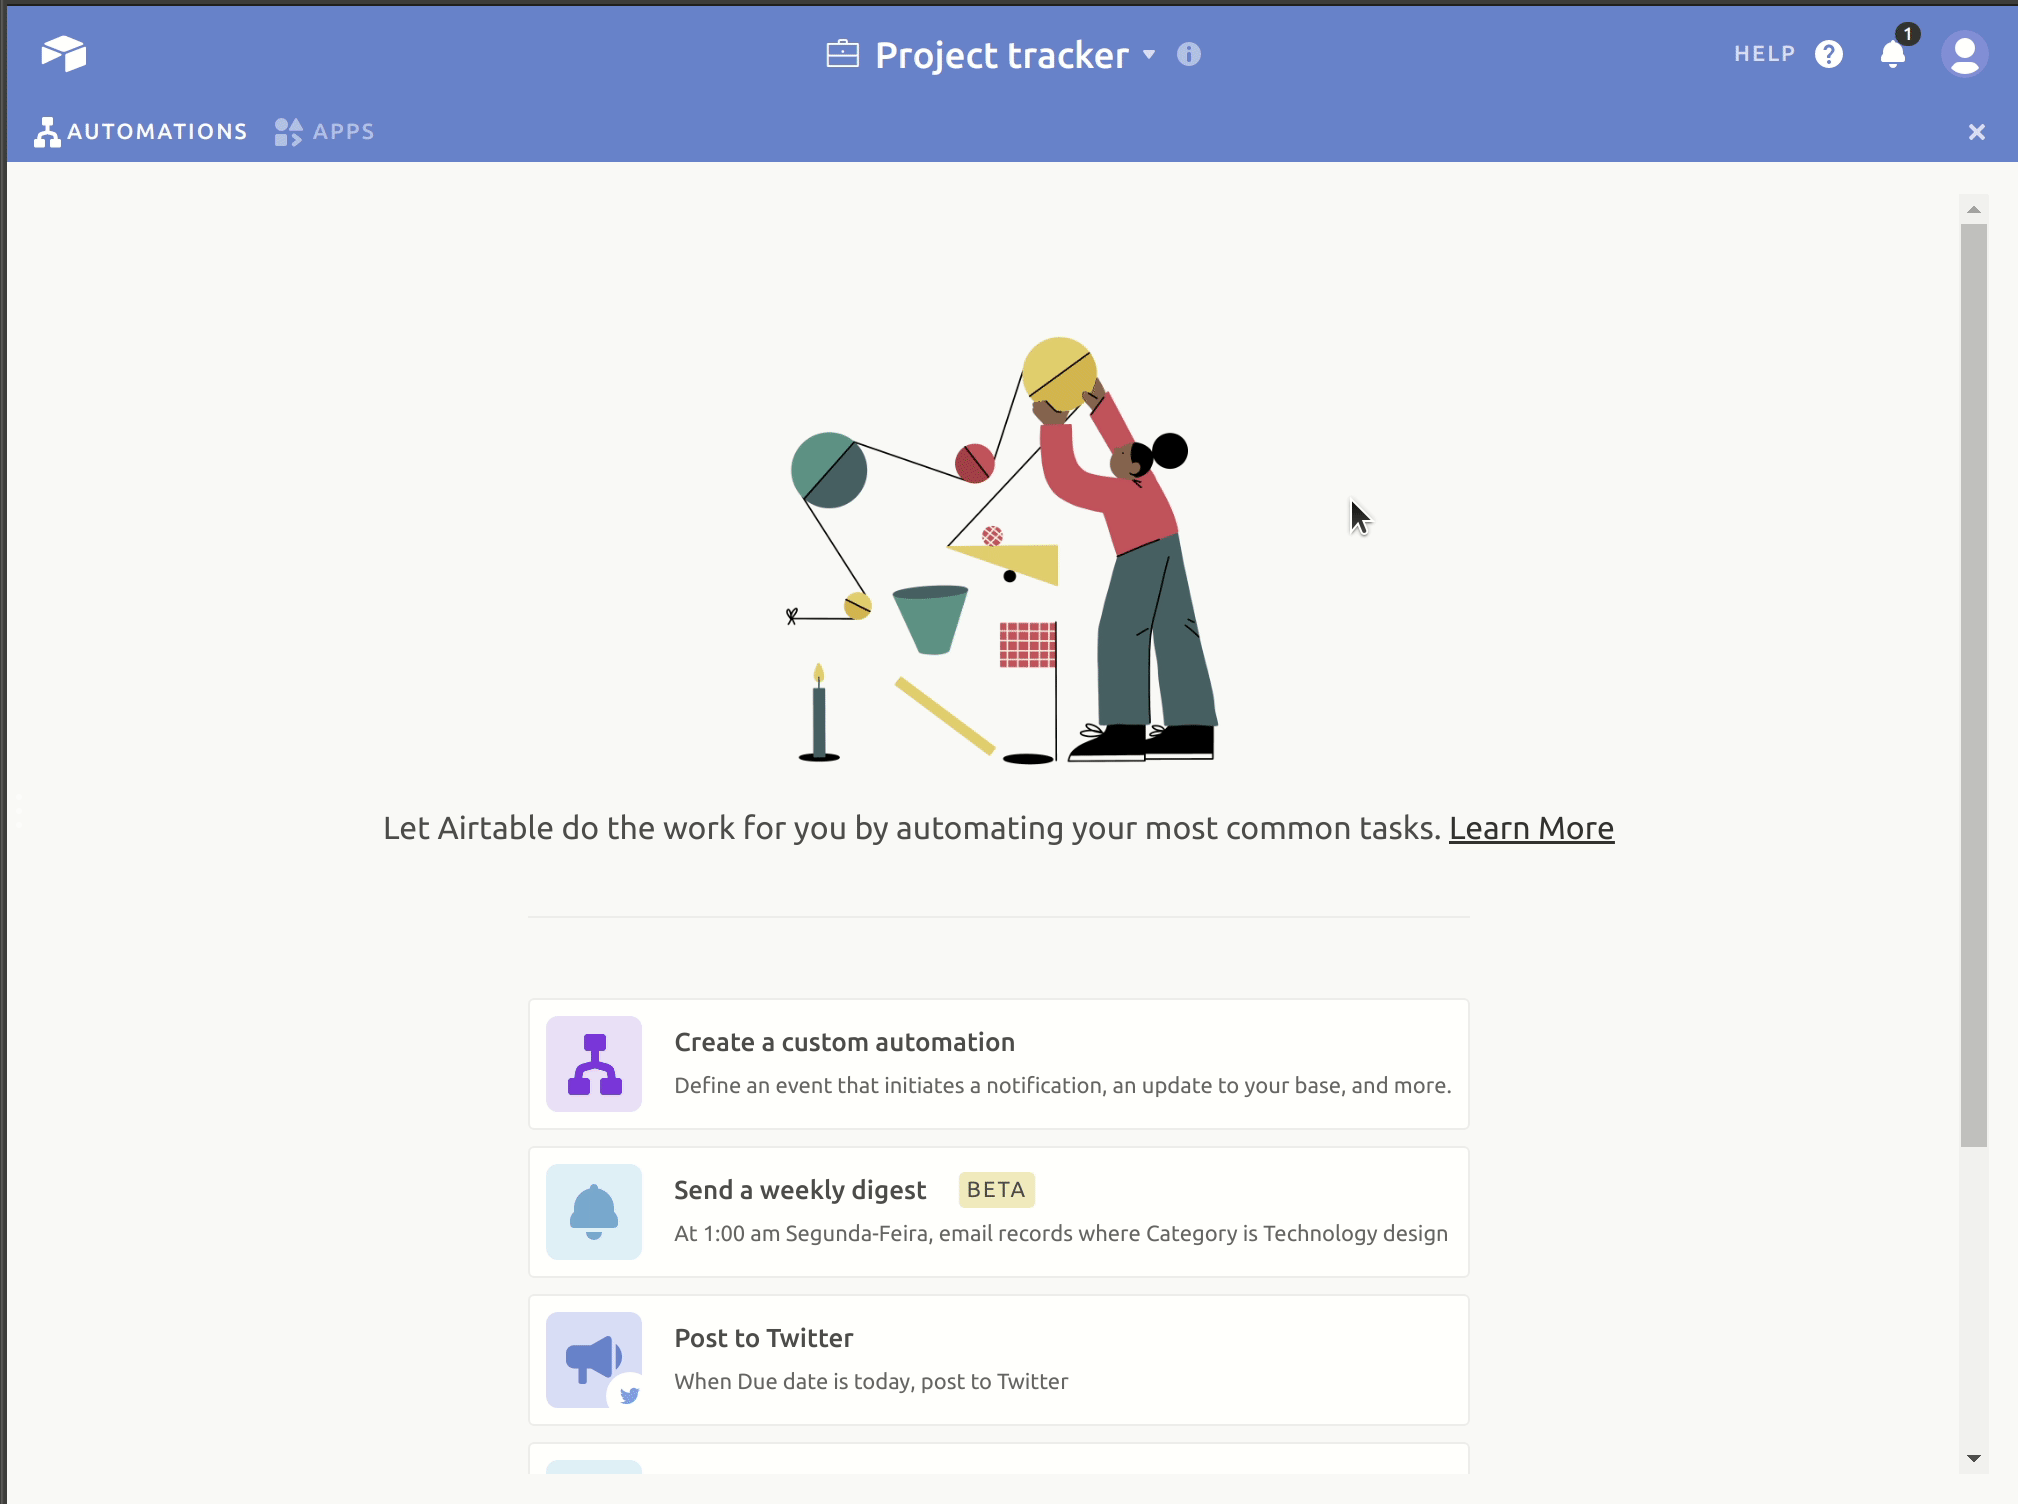 Project tracker
HELP
1
AUTOMATIONS
APPS
Let Airtable do the work for you by automating your most common tasks. Learn More
Create a custom automation
Define an event that initiates a notification, an update to your base, and more.
Send a weekly digest BETA
At 1:00 am Segunda-Feira, email records where Category is Technology design
Post to Twitter
When Due date is today, post to Twitter